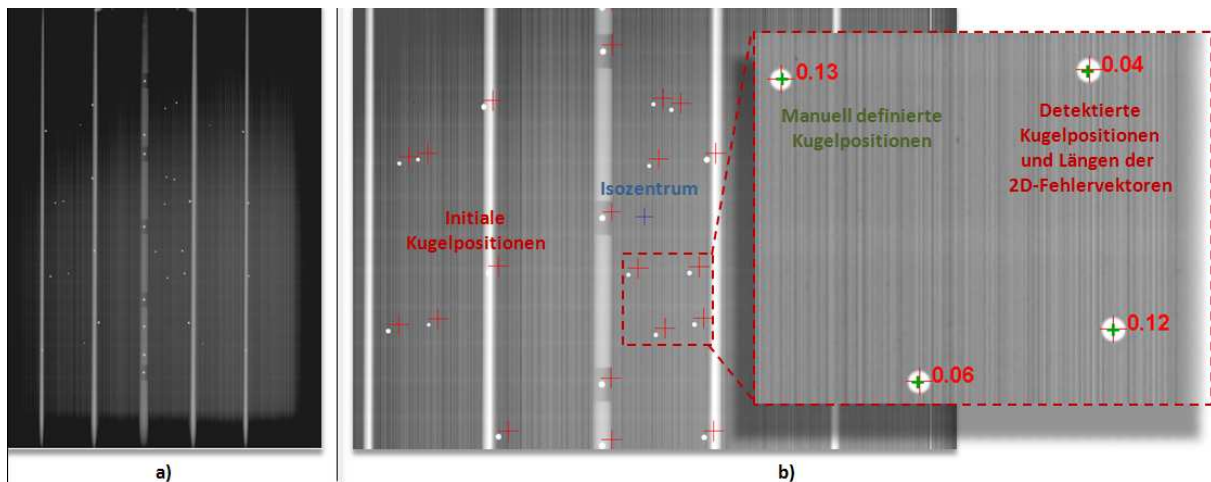 0.13
0.04
Manuell definierte
Kugelpositionen
Detektierte
Kugelpositionen
und Längen der
2D-Fehlervektoren
Isozentrum
Initiale
Kugelpositionen
0.12
0.06
a)
b)